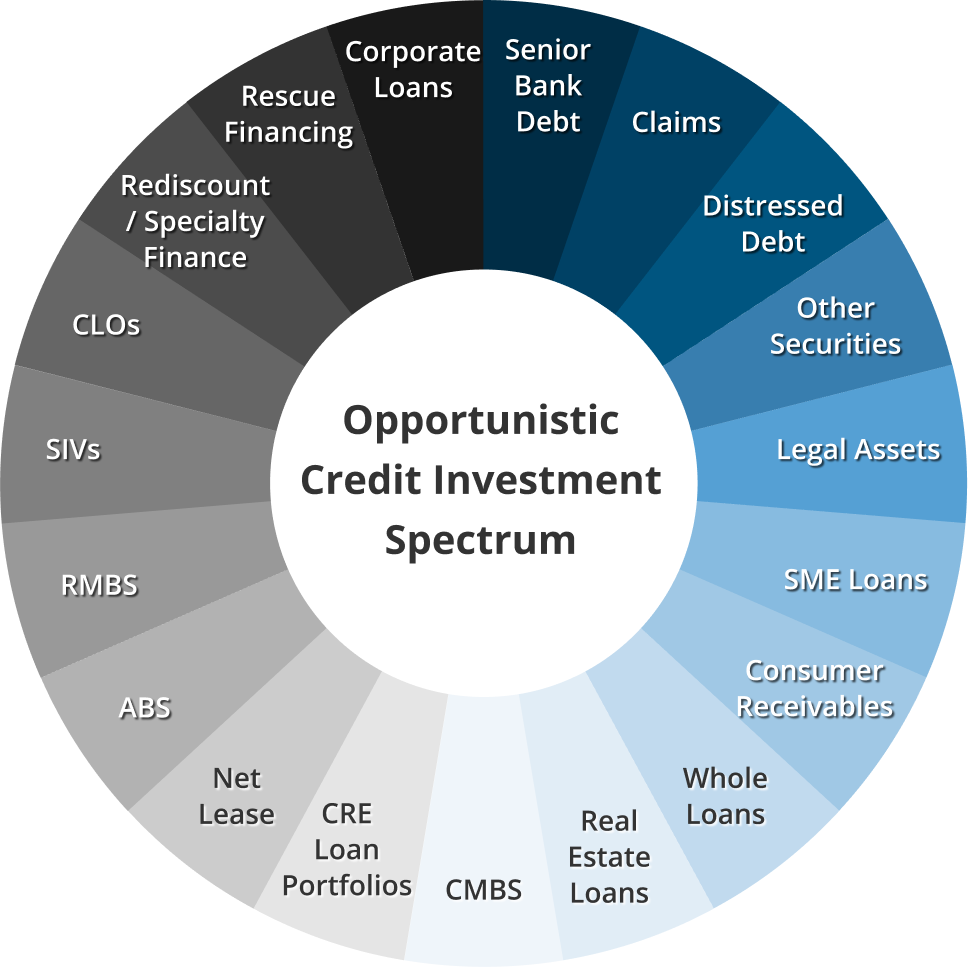 Opportunistic
Credit Investment
Spectrum
Senior
Bank
Debt
Claims
Distressed
Debt
Other
Securities
Legal Assets
SME Loans
Consumer
Receivables
Whole
Loans
Real
Estate
Loans
CMBS
CRE
Loan
Portfolios
Net
Lease
ABS
RMBS
SIVs
CLOs
Rediscount
/ Specialty
Finance
Rescue
Financing
Corporate
Loans